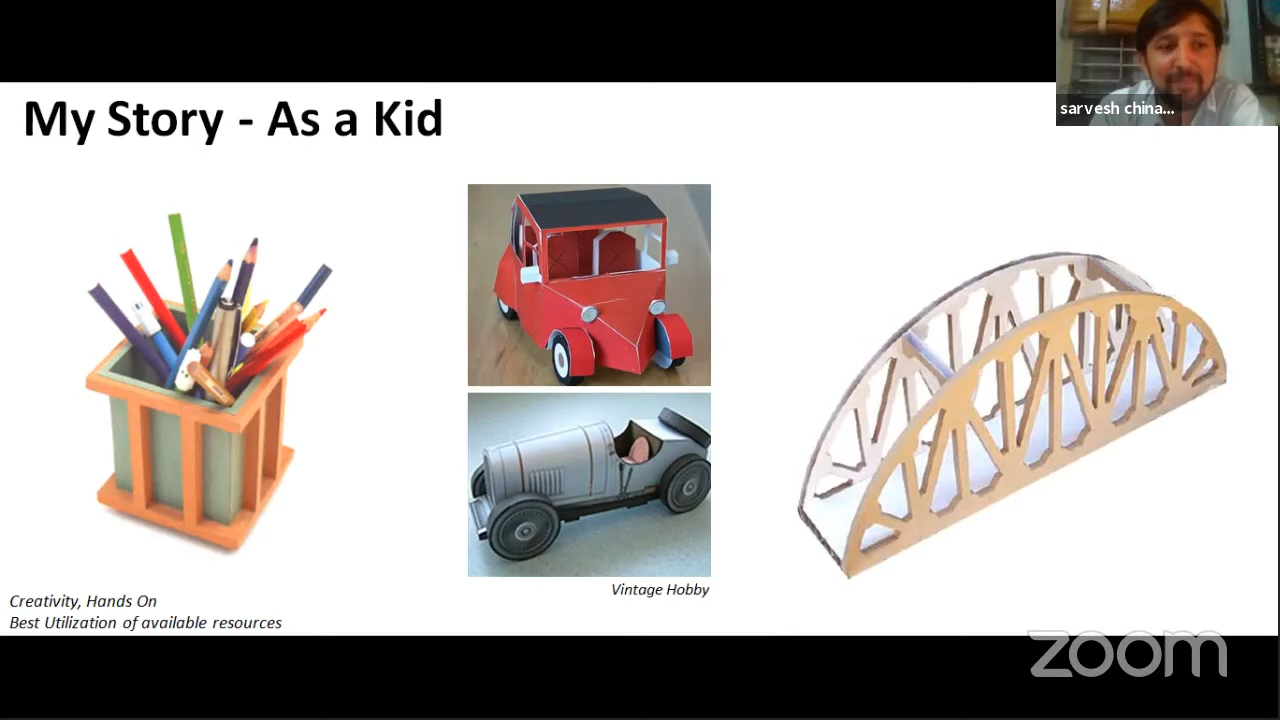 My Story - As a Kid
sarvesh china...
Vintage Hobby
Creativity, Hands On
Best Utilization of available resources
zoom